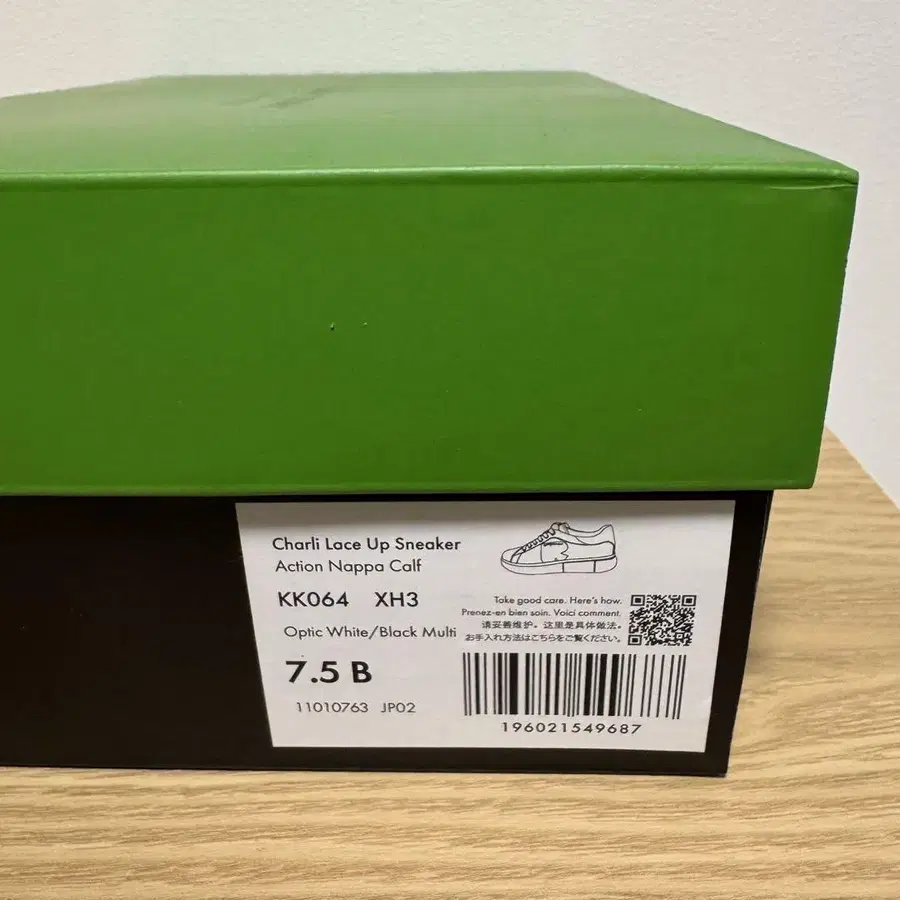 Charli Lace Up Sneaker
Action Nappa Calf
KK064 XH3
Optic White/Black Multi
7.5 B
11010763 JP02
Take good care. Here's how.
Prenez-en bien soin. Voici comment.
请妥善维护。这里是具体做法。
お手入れ方法はこちらをご覧ください。
196021549687